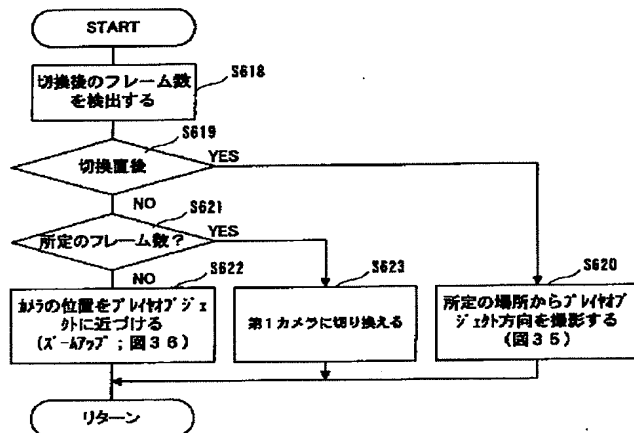 START
S618
切換後のフレーム数
を検出する
S619
切換直後
YES
NO
S621
所定のフレーム数?
YES
NO
S622
カメラの位置をプレイヤオブジェ
クトに近づける
(ズームアップ;図36)
S623
第1カメラに切り換える
S620
所定の場所からプレイヤオブ
ジェクト方向を撮影する
(図35)
リターン